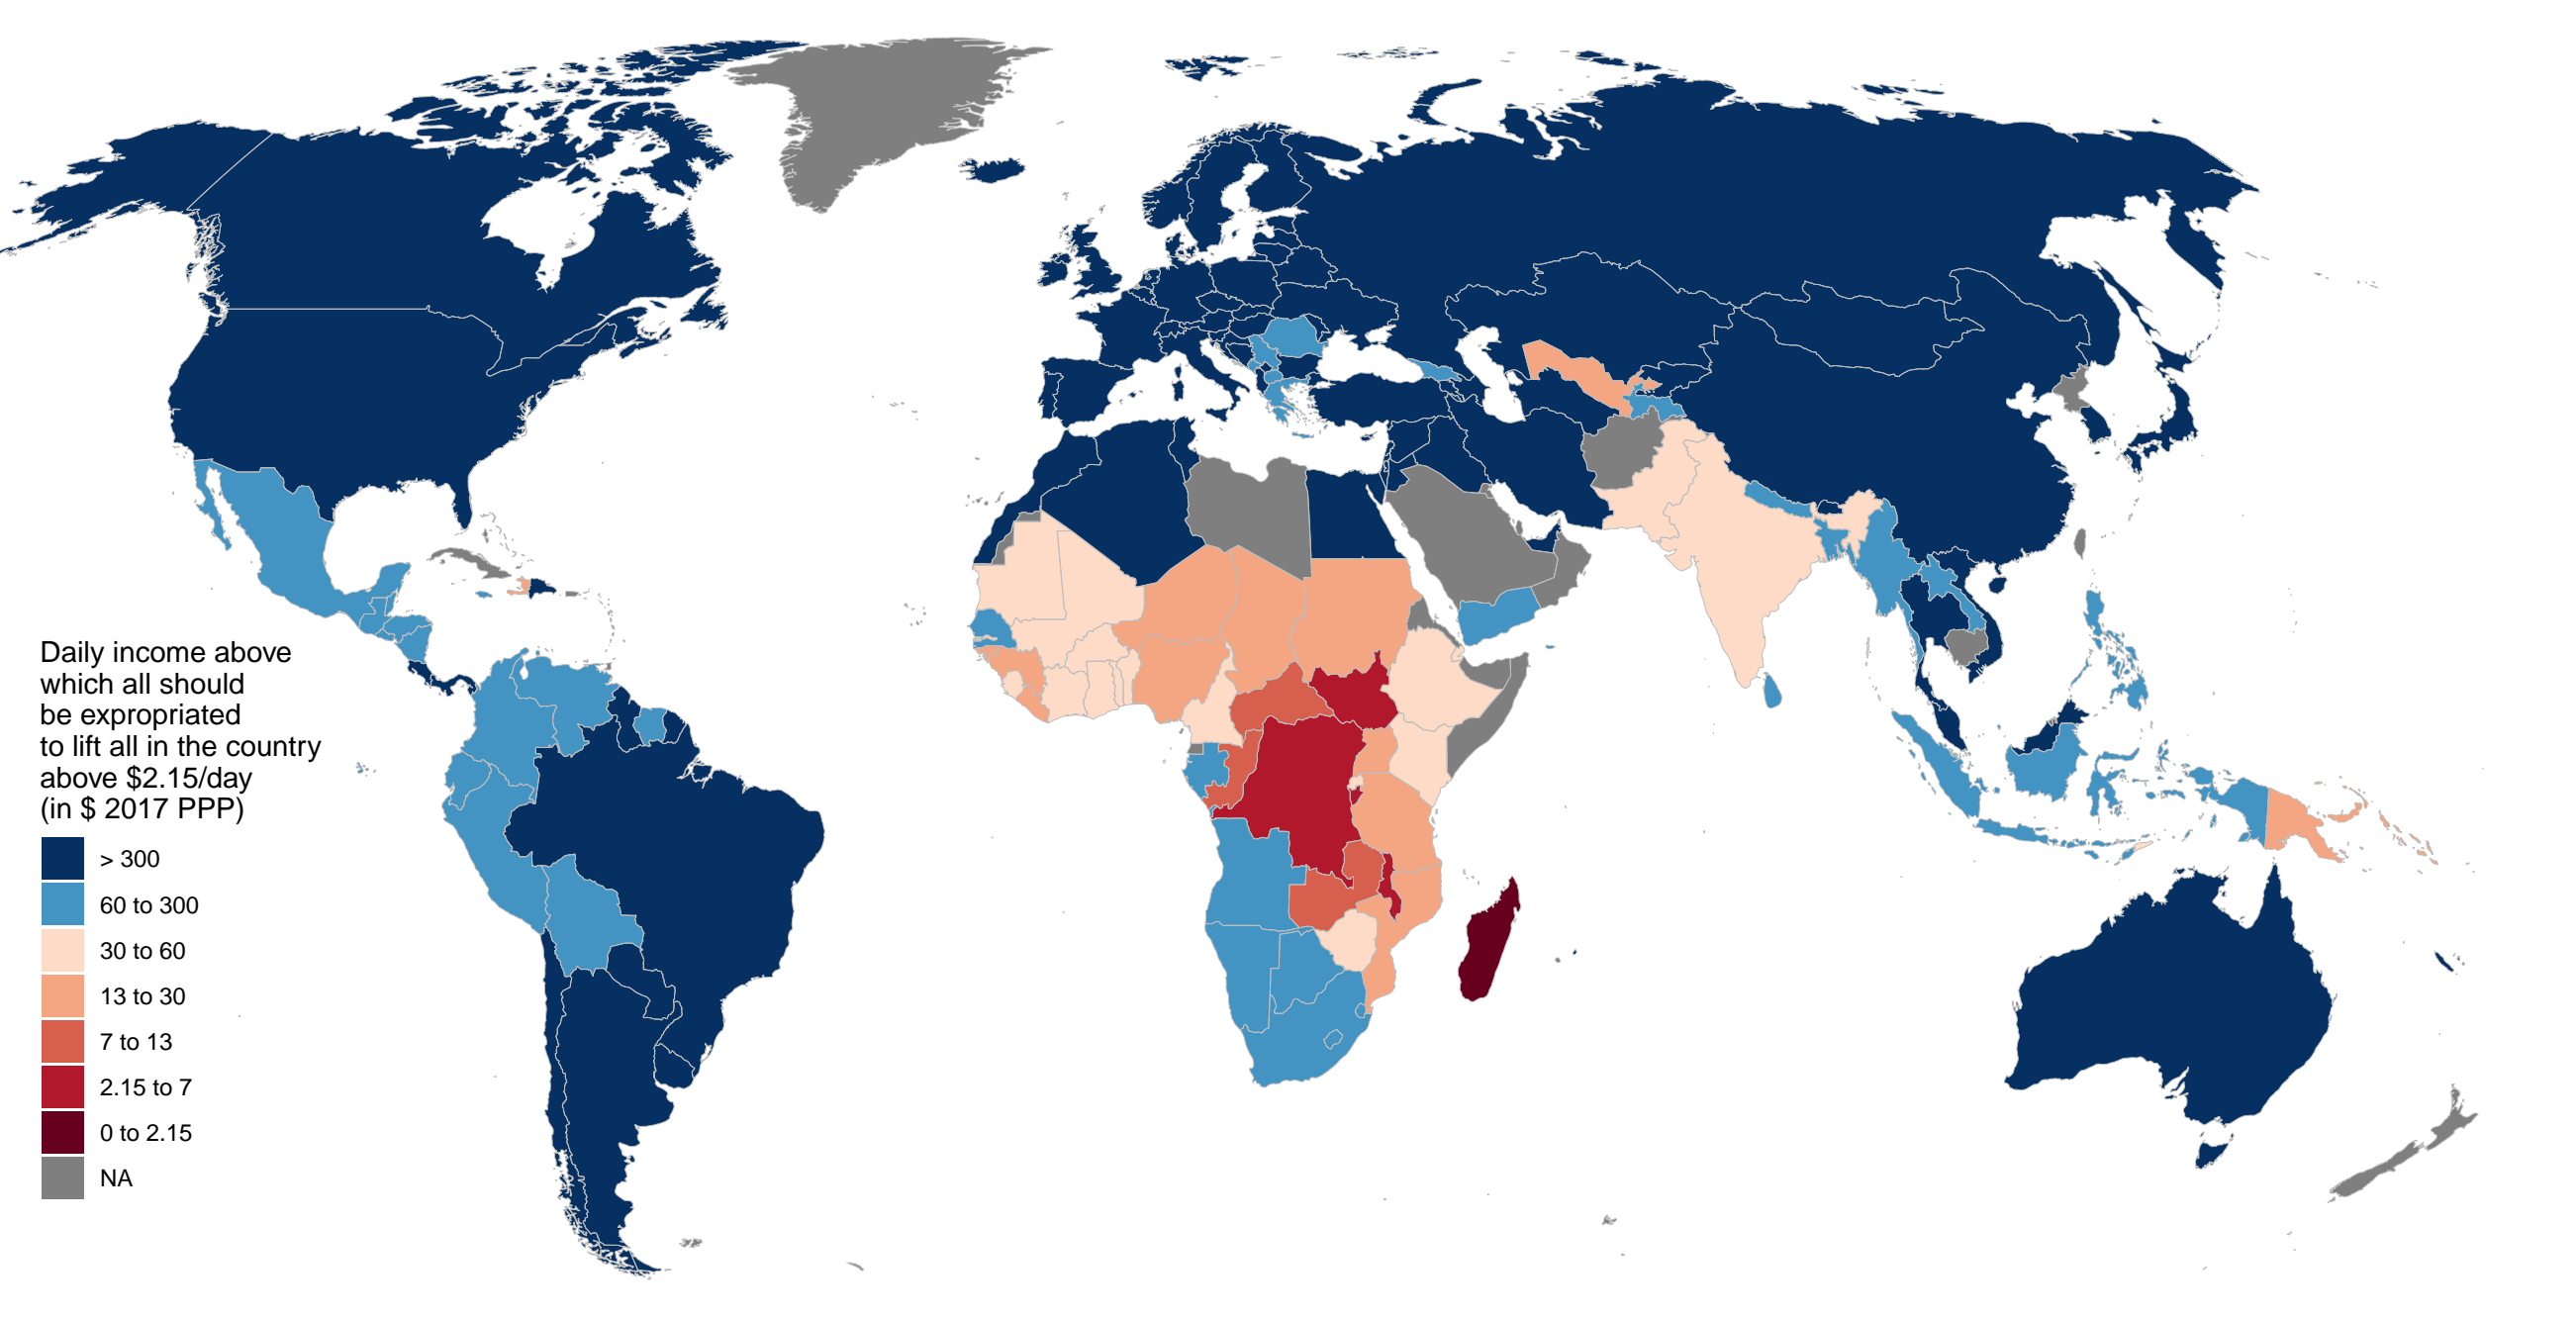 Daily income above
which all should
be expropriated
to lift all in the country
above $2.15/day
(in $ 2017 PPP)
> 300
60 to 300
30 to 60
13 to 30
7 to 13
2.15 to 7
0 to 2.15
NA